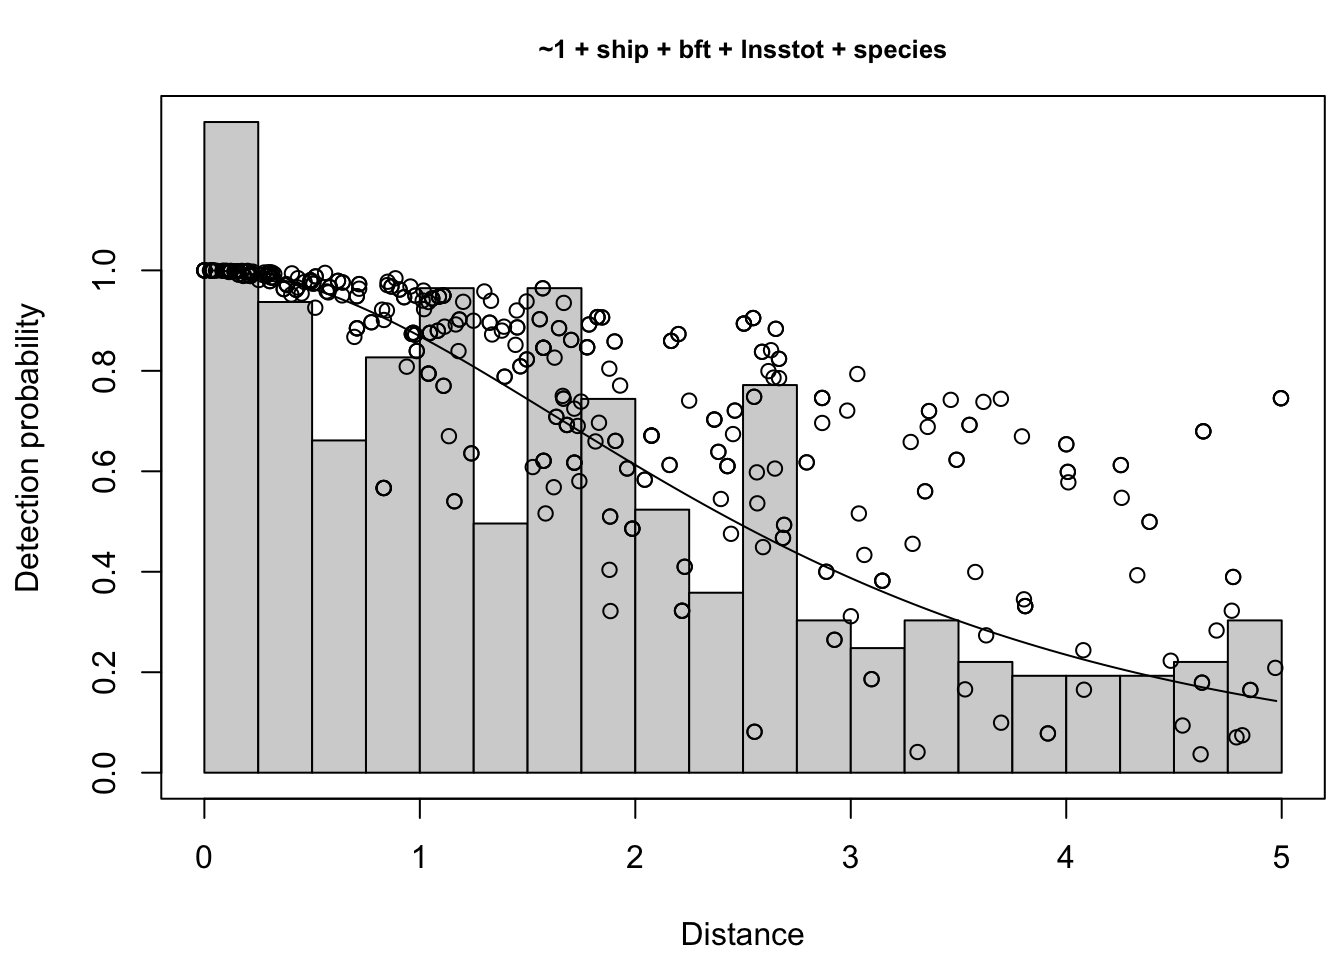 ~1 + ship + bft + lnsstot + species
Detection probability
1.0
0.8
0.6
0.4
0.2
0.0
0 1 2 3 4 5
Distance